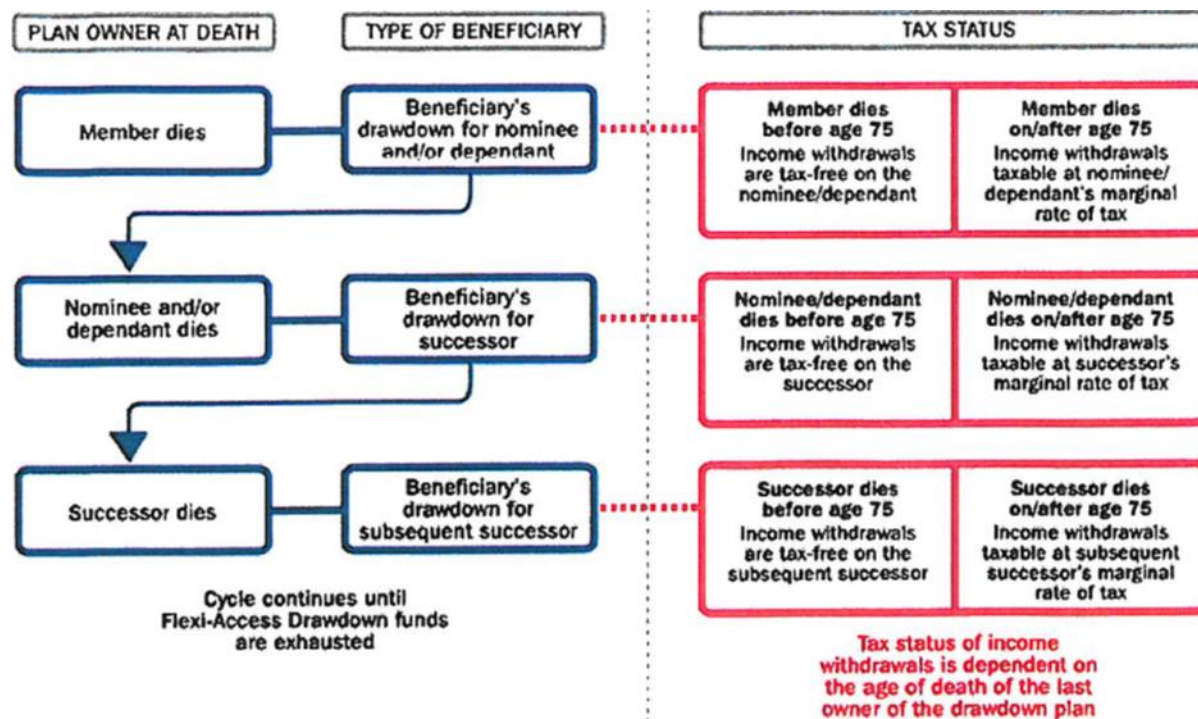 PLAN OWNER AT DEATH
TYPE OF BENEFICIARY
TAX STATUS
Member dies
Beneficiary's
drawdown for nominee
and/or dependant
Member dies
before age 75
Income withdrawals
are tax-free on the
nominee/dependant
Member dies
on/after age 75
Income withdrawals
taxable at nominee/
dependant's marginal
rate of tax
Nominee and/or
dependant dies
Beneficiary's
drawdown for
successor
Nominee/dependant
dies before age 75
Income withdrawals
are tax-free on the
successor
Nominee/dependant
dies on/after age 75
Income withdrawals
taxable at successor's
marginal rate of tax
Successor dies
Beneficiary's
drawdown for
subsequent successor
Successor dies
before age 75
Income withdrawals
are tax-free on the
subsequent successor
Successor dies
on/after age 75
Income withdrawals
taxable at subsequent
successor's marginal
rate of tax
Cycle continues until
Flexi-Access Drawdown funds
are exhausted
Tax status of income
withdrawals is dependent on
the age of death of the last
owner of the drawdown plan